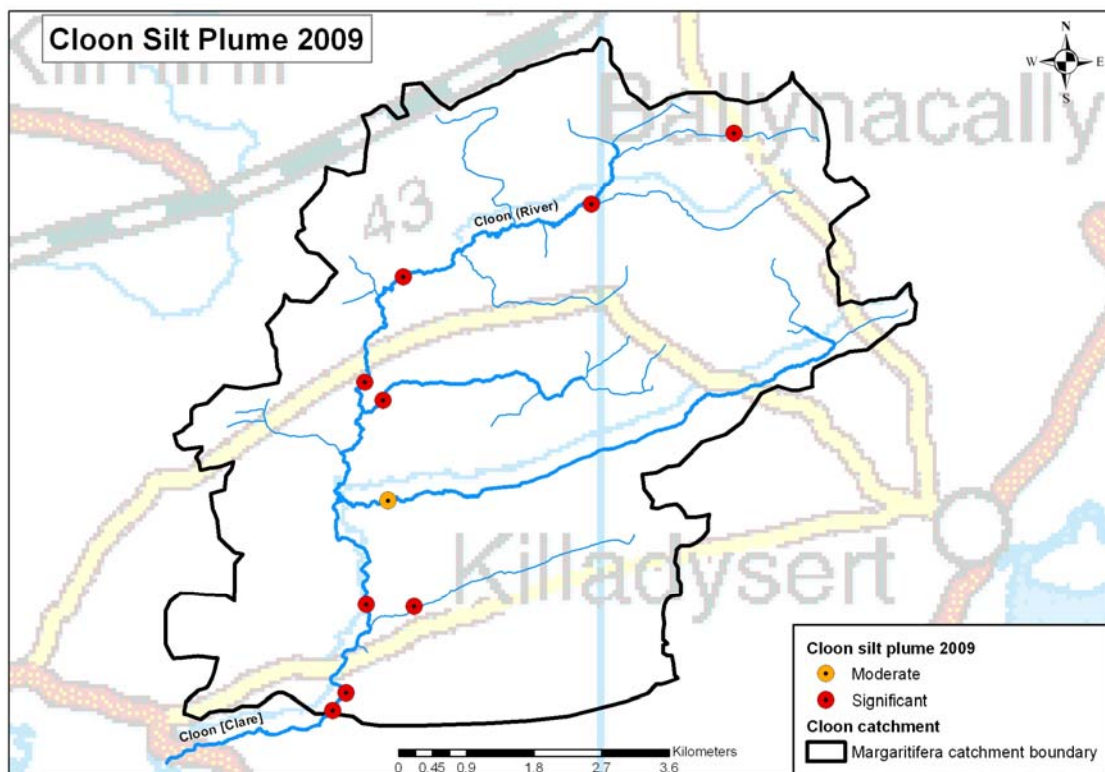 Cloon Silt Plume 2009
N
W E
S
Ballynacally
43
Cloon (River)
Killadysert
Cloon [Clare]
Cloon silt plume 2009
Moderate
Significant
Cloon catchment
Margaritifera catchment boundary
Kilometers
0 0.45 0.9 1.8 2.7 3.6